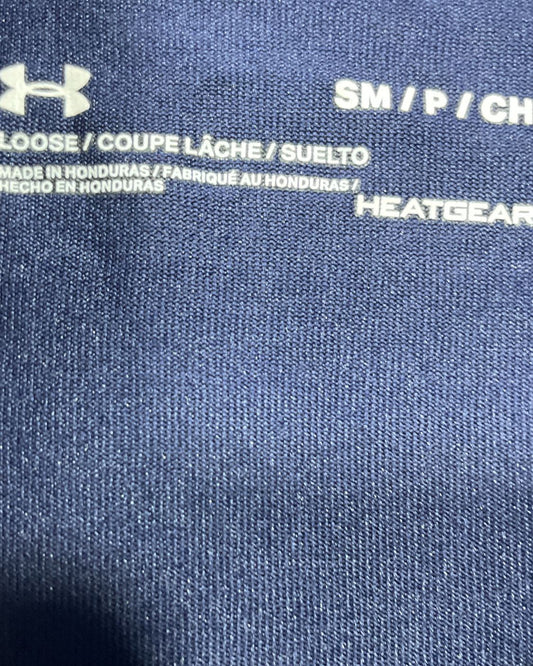 SM / P / CH
LOOSE / COUPE LÂCHE / SUELTO
MADE IN HONDURAS / FABRIQUÉ AU HONDURAS /
HECHO EN HONDURAS
HEATGEAR